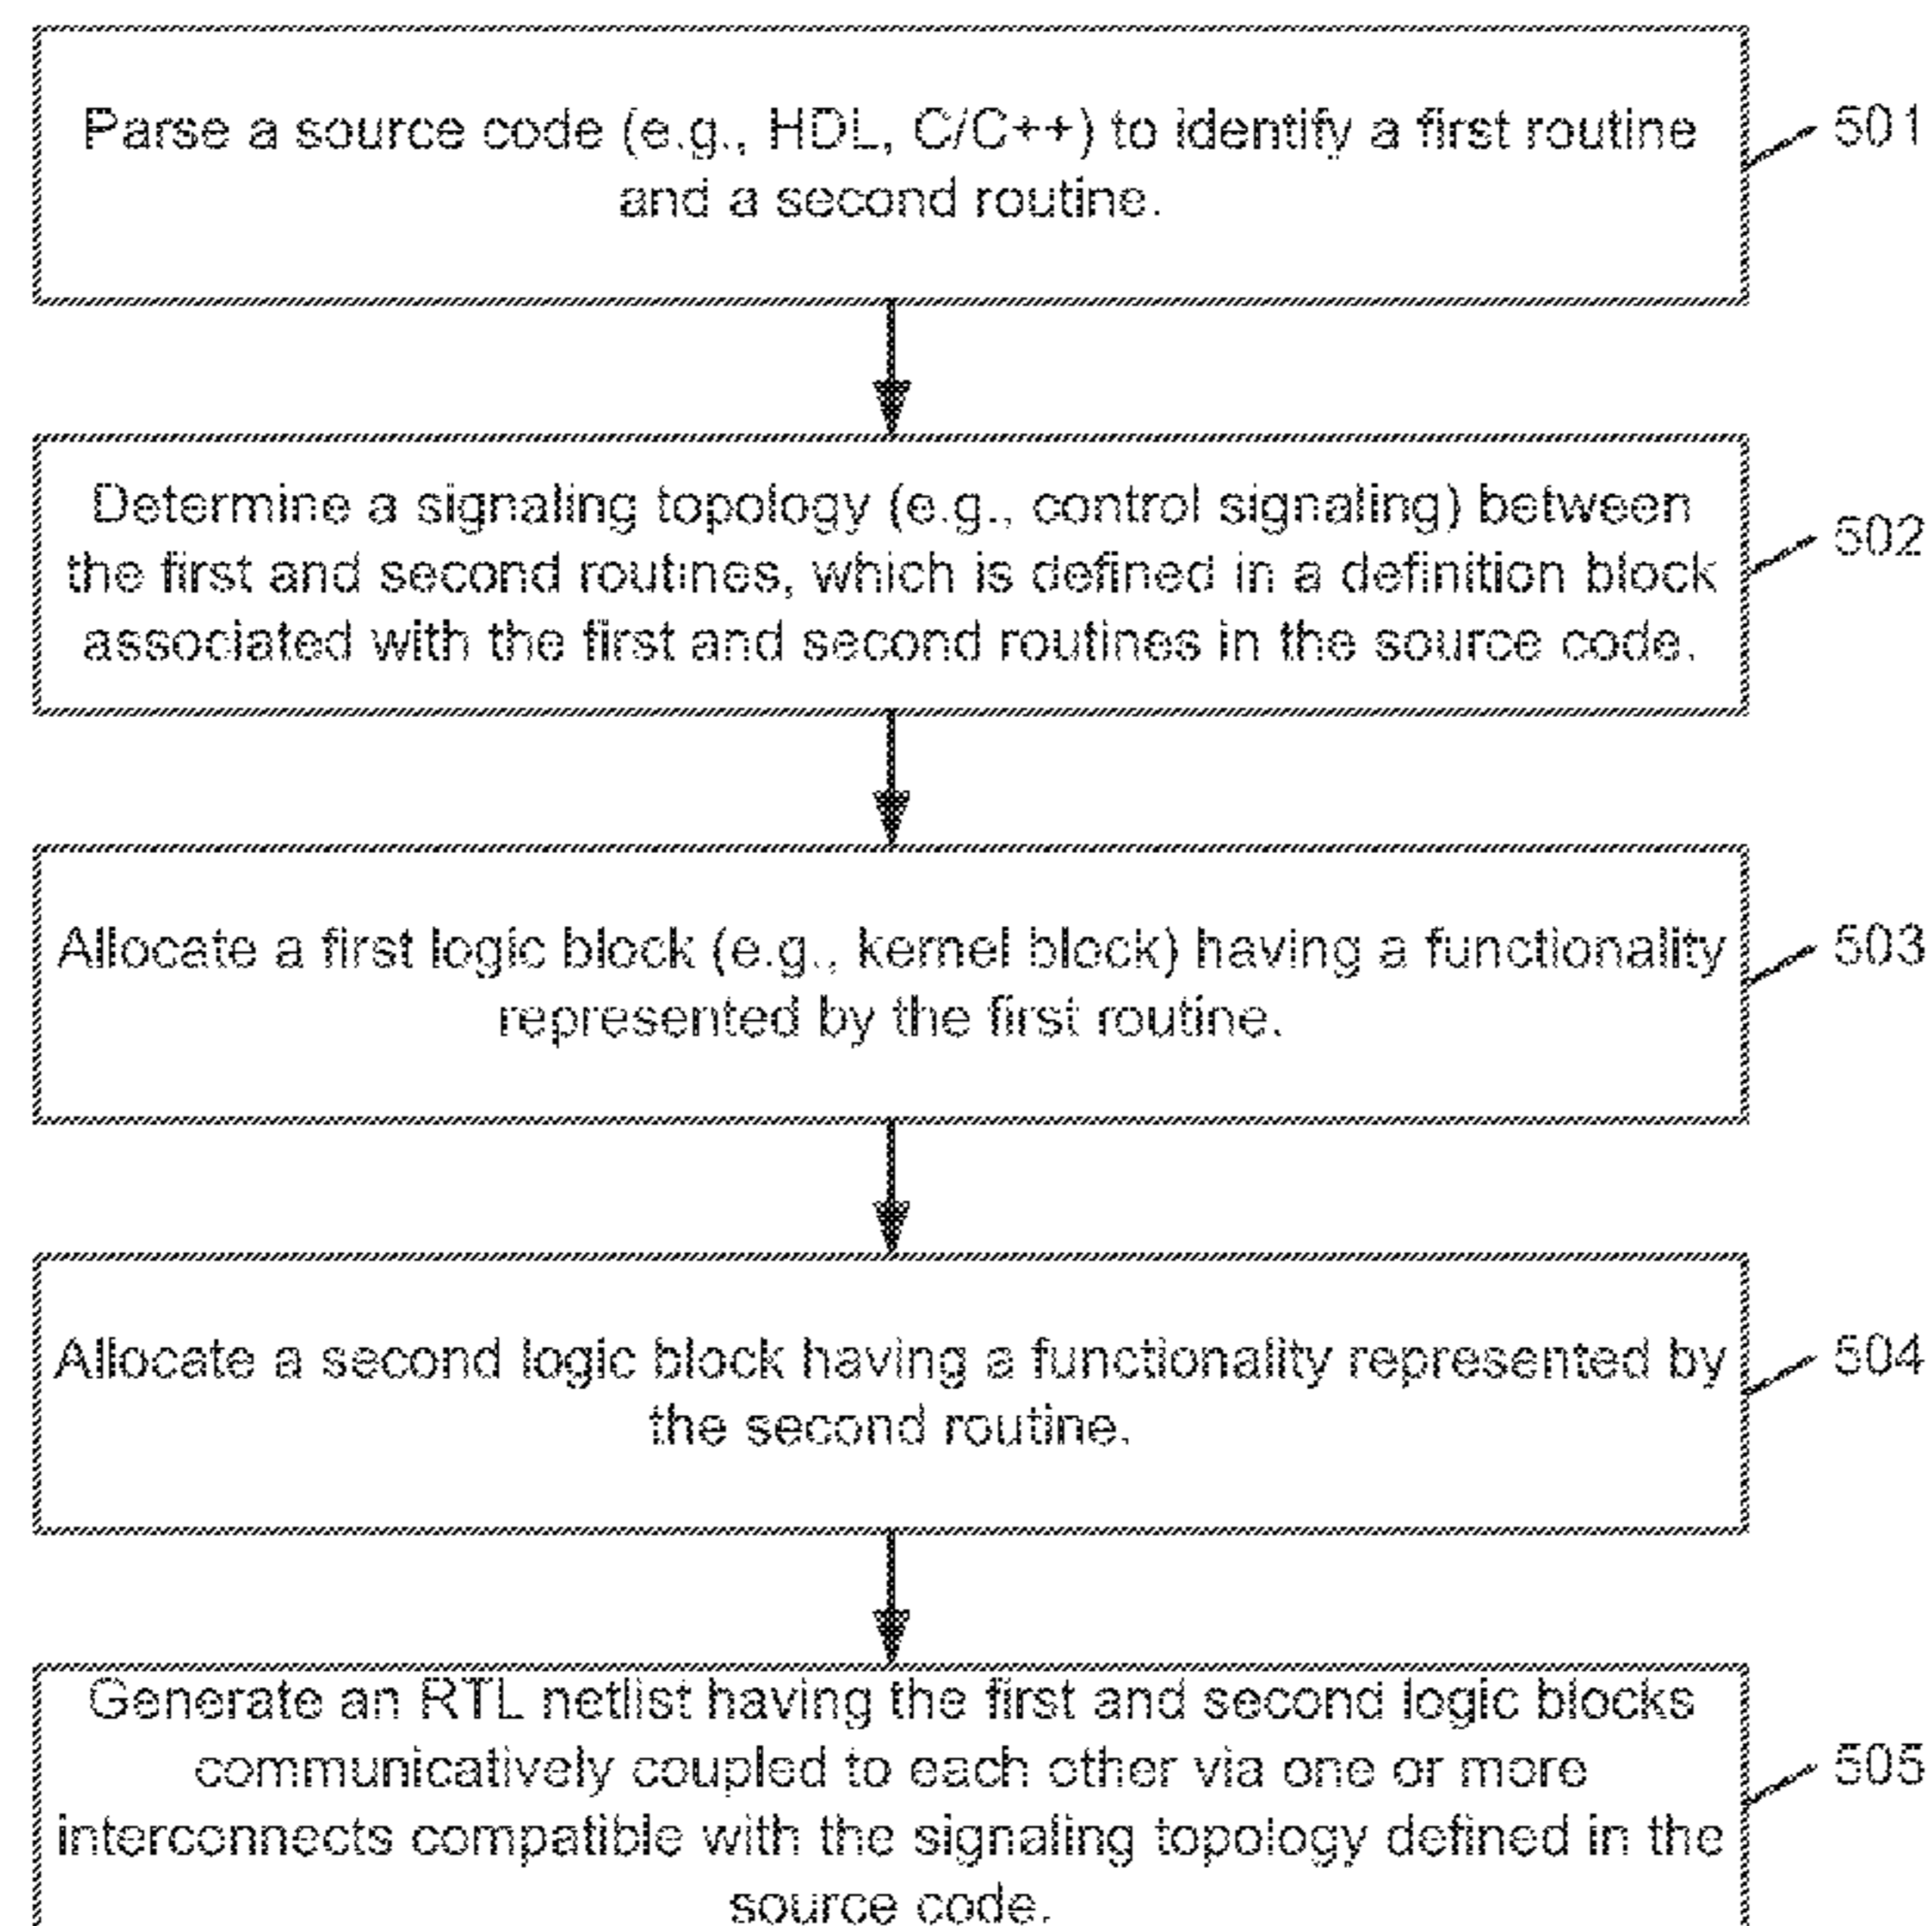 Parse a source code (e.g., HDL, C/C++) to identify a first routine
and a second routine.
501
Determine a signaling topology (e.g., control signaling) between
the first and second routines, which is defined in a definition block
associated with the first and second routines in the source code.
502
Allocate a first logic block (e.g., kernel block) having a functionality
represented by the first routine.
503
Allocate a second logic block having a functionality represented by
the second routine.
504
Generate an RTL netlist having the first and second logic blocks
communicatively coupled to each other via one or more
interconnects compatible with the signaling topology defined in the
source code.
505